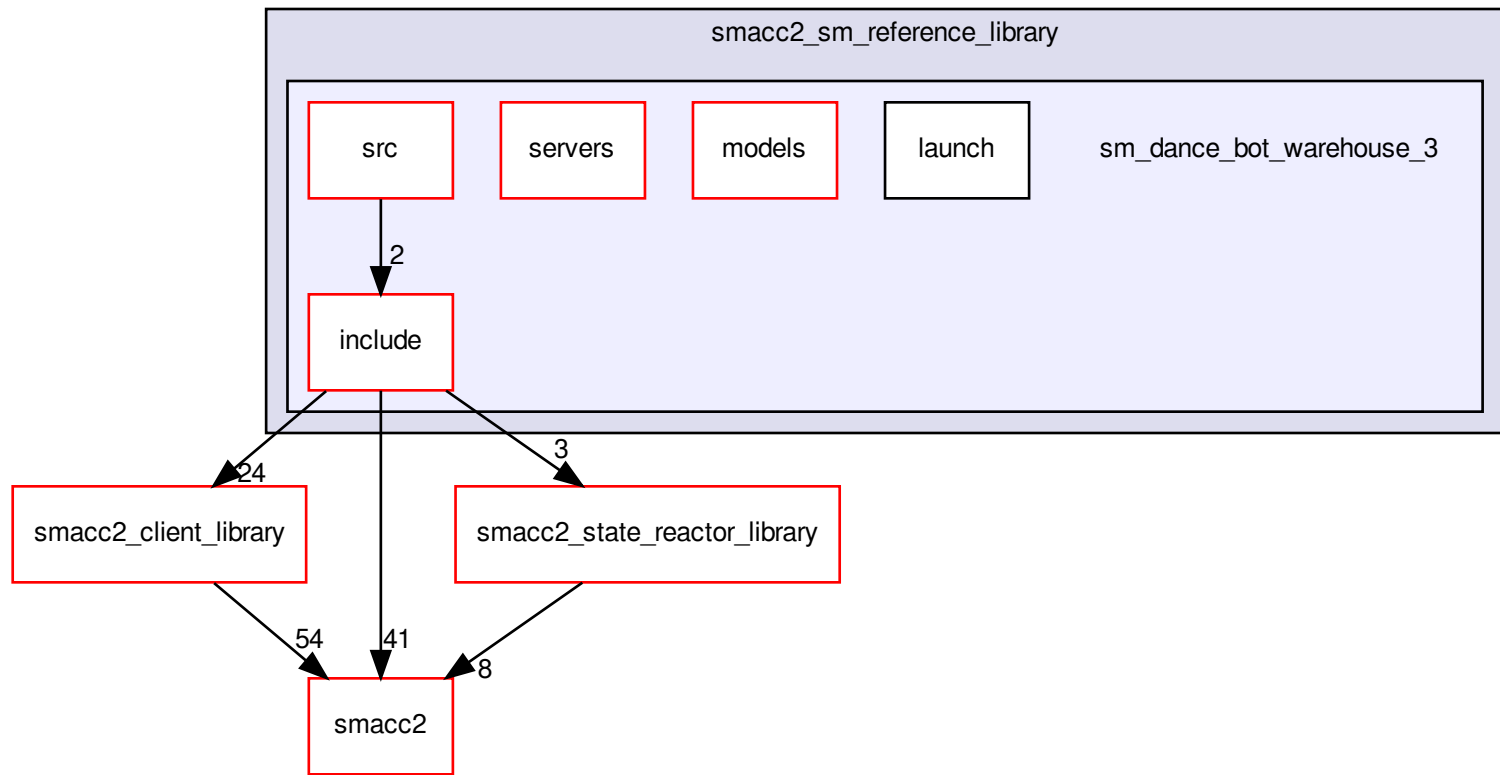 smacc2_sm_reference_library
src
servers
models
launch
sm_dance_bot_warehouse_3
2
include
24
3
smacc2_client_library
smacc2_state_reactor_library
54
41
8
smacc2